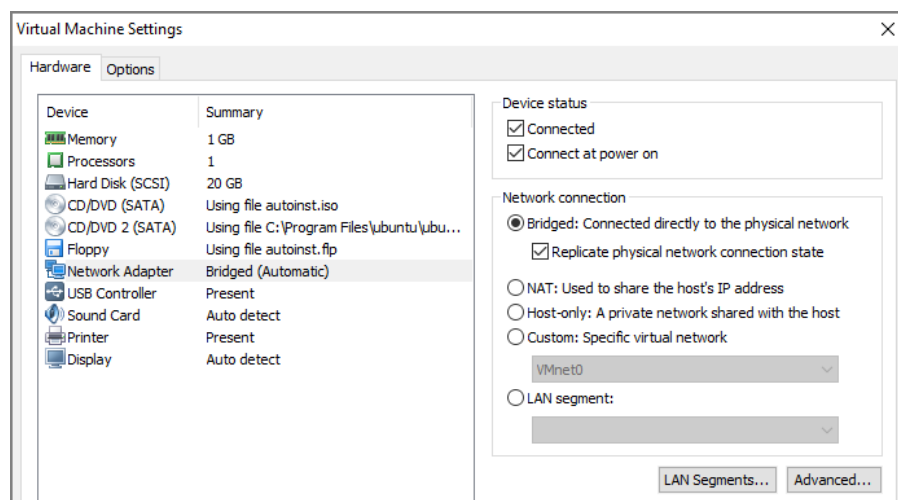 Virtual Machine Settings
Hardware Options
Device Summary
Memory 1 GB
Processors 1
Hard Disk (SCSI) 20 GB
CD/DVD (SATA) Using file autoinst.iso
CD/DVD 2 (SATA) Using file C:\Program Files\ubuntu\ubu...
Floppy Using file autoinst.flp
Network Adapter Bridged (Automatic)
USB Controller Present
Sound Card Auto detect
Printer Present
Display Auto detect
Device status
Connected
Connect at power on
Network connection
Bridged: Connected directly to the physical network
Replicate physical network connection state
NAT: Used to share the host's IP address
Host-only: A private network shared with the host
Custom: Specific virtual network
VMnet0
LAN segment:
LAN Segments... Advanced...